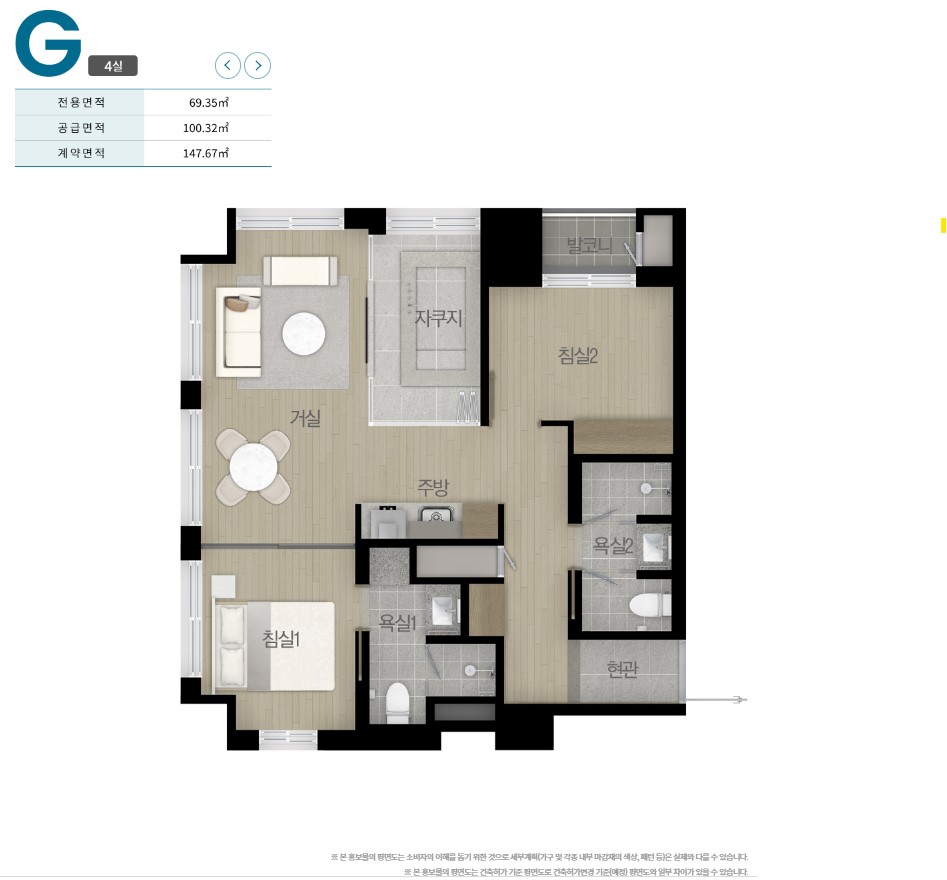 G
4실
전용면적 69.35㎡
공급면적 100.32㎡
계약면적 147.67㎡
발코니
자쿠지
침실2
거실
주방
욕실2
욕실1
침실1
현관
※ 본 홍보물의 평면도는 소비자의 이해를 돕기 위한 것으로 세부계획(가구 및 각종 내부 마감재의 색상, 패턴 등)은 실제와 다를 수 있습니다.
※ 본 홍보물의 평면도는 건축허가 기준 평면도로 건축허가변경 기준(예정) 평면도와 일부 차이가 있을 수 있습니다.